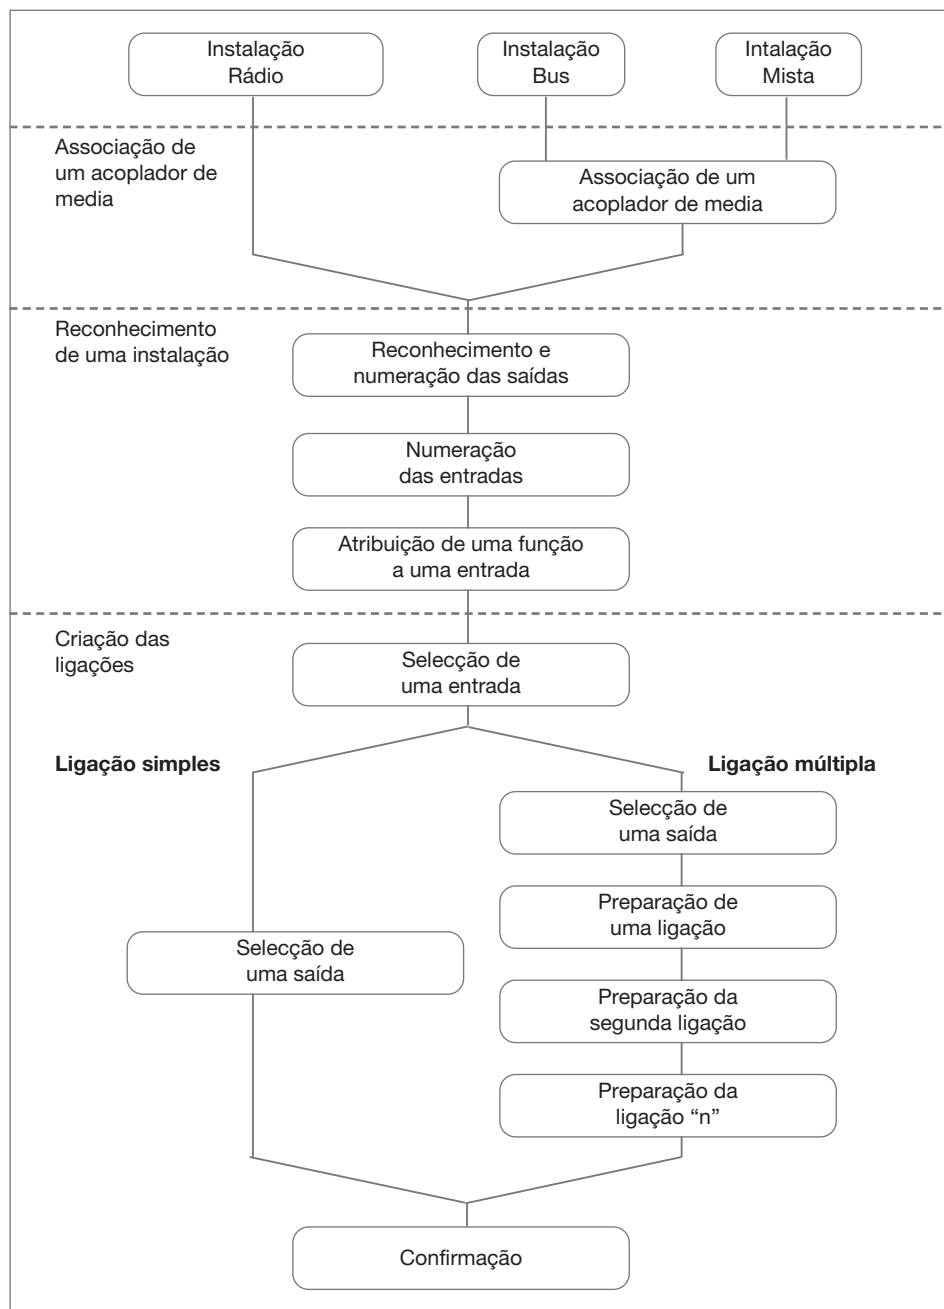 Instalação
Rádio
Instalação
Bus
Intalação
Mista
Associação de
um acoplador de
media
Associação de um
acoplador de media
Reconhecimento
de uma instalação
Reconhecimento e
numeração das saídas
Numeração
das entradas
Atribuição de uma função
a uma entrada
Criação das
ligações
Selecção de
uma entrada
Ligação simples
Ligação múltipla
Selecção de
uma saída
Preparação de
uma ligação
Selecção de
uma saída
Preparação da
segunda ligação
Preparação da
ligação “n”
Confirmação